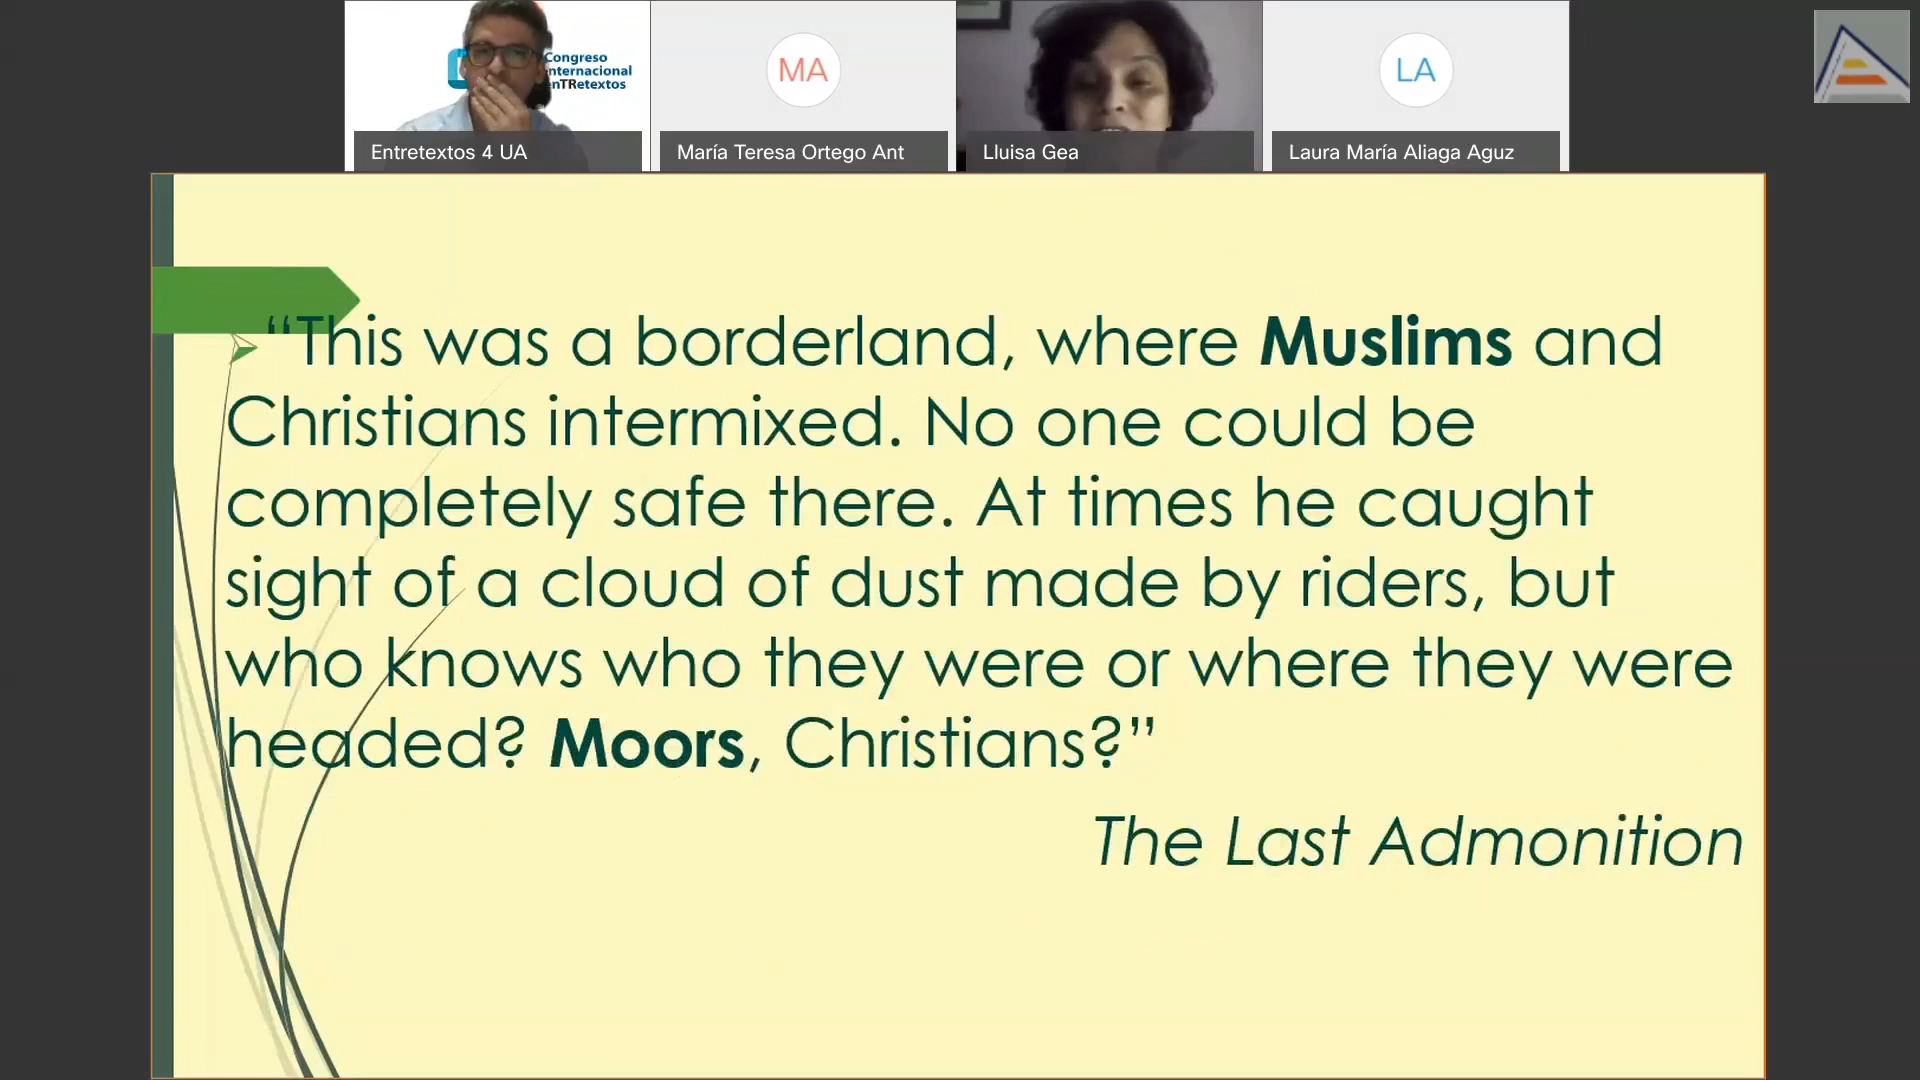 Congreso
nternacional
enTRetextos
Entretextos 4 UA
MA
María Teresa Ortego Ant
Lluisa Gea
LA
Laura María Aliaga Aguz
“This was a borderland, where Muslims and
Christians intermixed. No one could be
completely safe there. At times he caught
sight of a cloud of dust made by riders, but
who knows who they were or where they were
headed? Moors, Christians?”
The Last Admonition